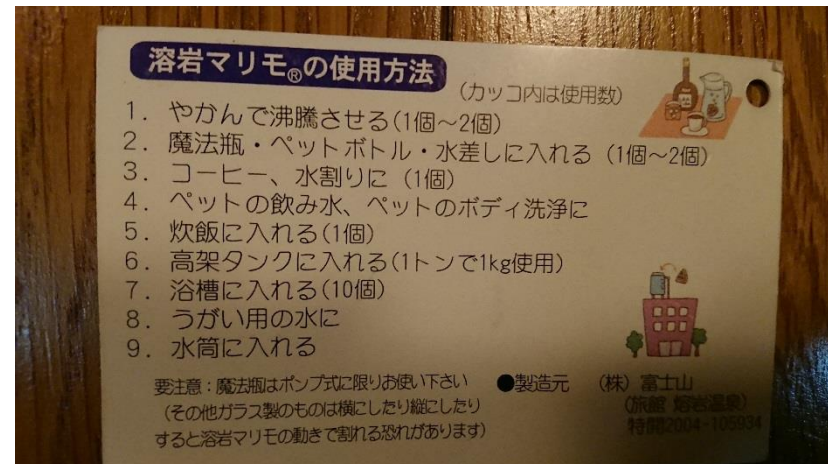 溶岩マリモ®の使用方法
(カッコ内は使用数)
1. やかんで沸騰させる(1個～2個)
2. 魔法瓶・ペットボトル・水差しに入れる (1個～2個)
3. コーヒー、水割りに (1個)
4. ペットの飲み水、ペットのボディ洗浄に
5. 炊飯に入れる(1個)
6. 高架タンクに入れる(1トンで1kg使用)
7. 浴槽に入れる(10個)
8. うがい用の水に
9. 水筒に入れる
要注意：魔法瓶はポンプ式に限りお使い下さい
(その他ガラス製のものは横にしたり縦にしたり
すると溶岩マリモの動きで割れる恐れがあります)
●製造元 (株) 富士山
(旅館 熔岩温泉)
特開2004-105934